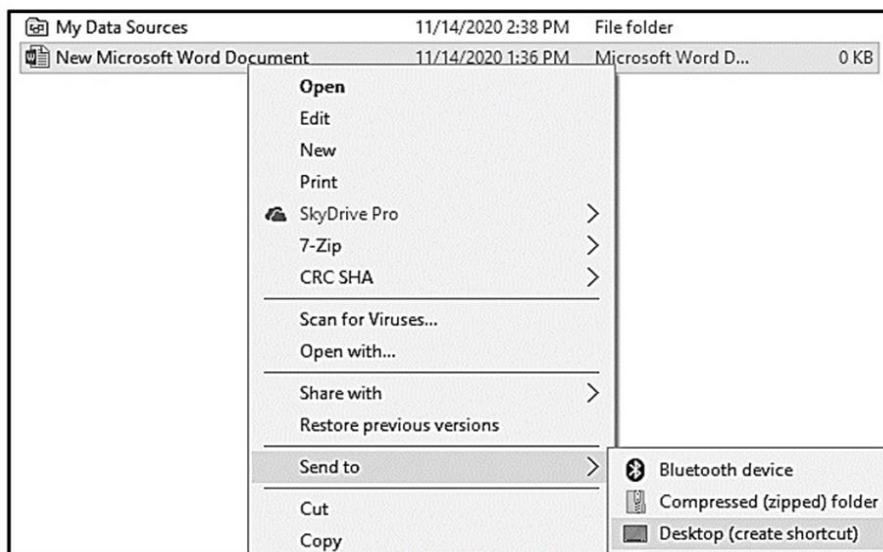 My Data Sources 11/14/2020 2:38 PM File folder
New Microsoft Word Document 11/14/2020 1:36 PM Microsoft Word D... 0 KB
Open
Edit
New
Print
SkyDrive Pro
7-Zip
CRC SHA
Scan for Viruses...
Open with...
Share with
Restore previous versions
Send to
Bluetooth device
Compressed (zipped) folder
Desktop (create shortcut)
Cut
Copy